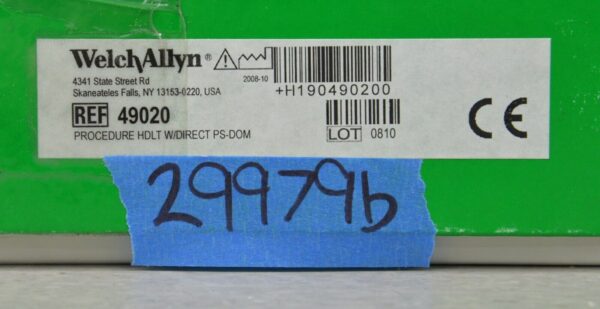 WelchAllyn®
4341 State Street Rd
Skaneateles Falls, NY 13153-0220, USA
2008-10
+H190490200
REF 49020
LOT 0810
PROCEDURE HDLT W/DIRECT PS-DOM
CE
29979b